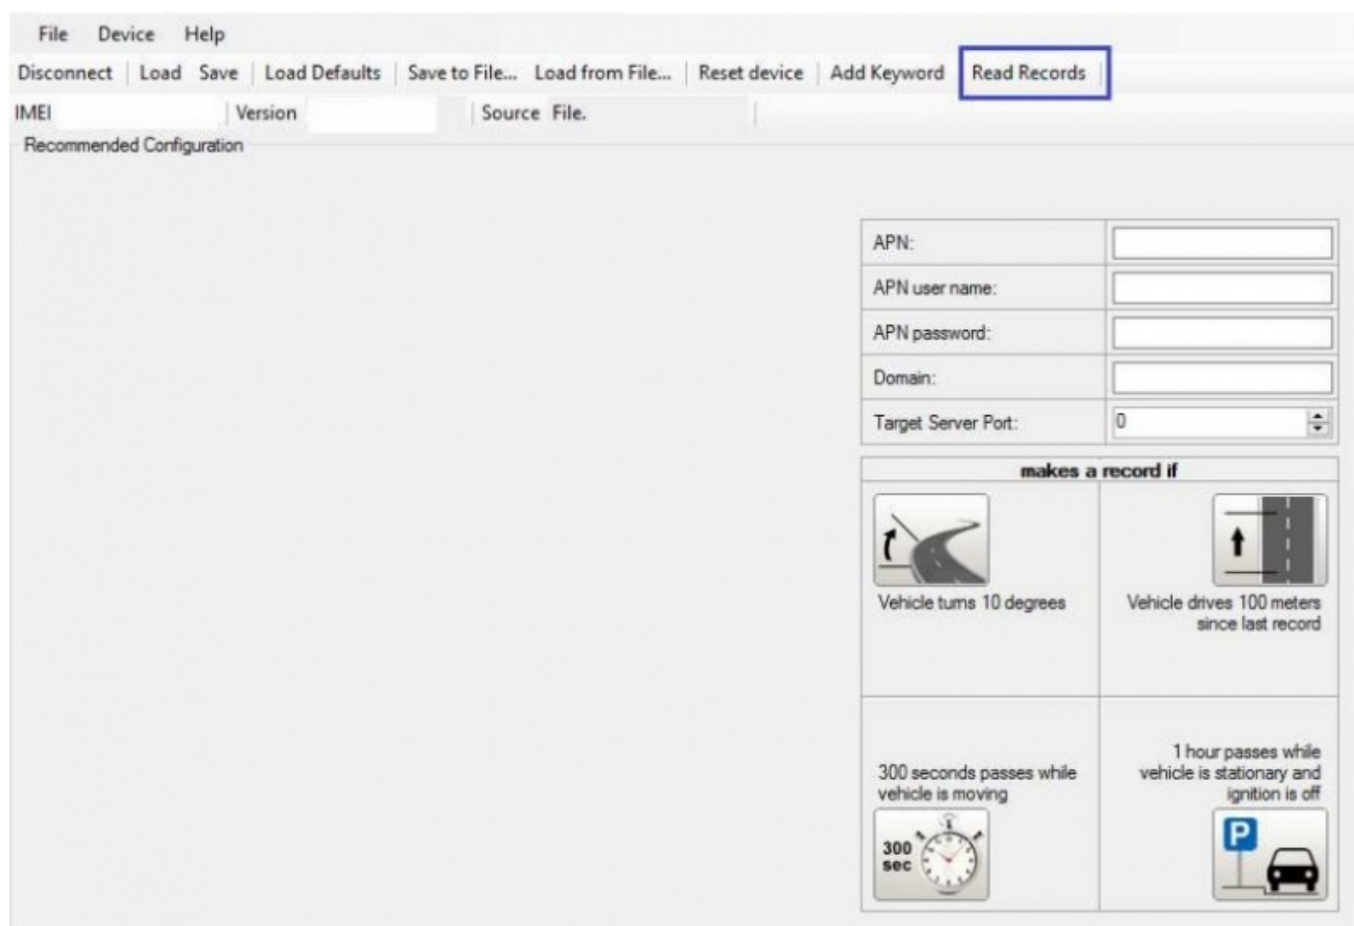 File Device Help
Disconnect Load Save Load Defaults Save to File... Load from File... Reset device Add Keyword Read Records
IMEI Version Source File.
Recommended Configuration
APN:
APN user name:
APN password:
Domain:
Target Server Port: 0
makes a record if
Vehicle turns 10 degrees
Vehicle drives 100 meters
since last record
300 seconds passes while
vehicle is moving
300
sec
1 hour passes while
vehicle is stationary and
ignition is off
P